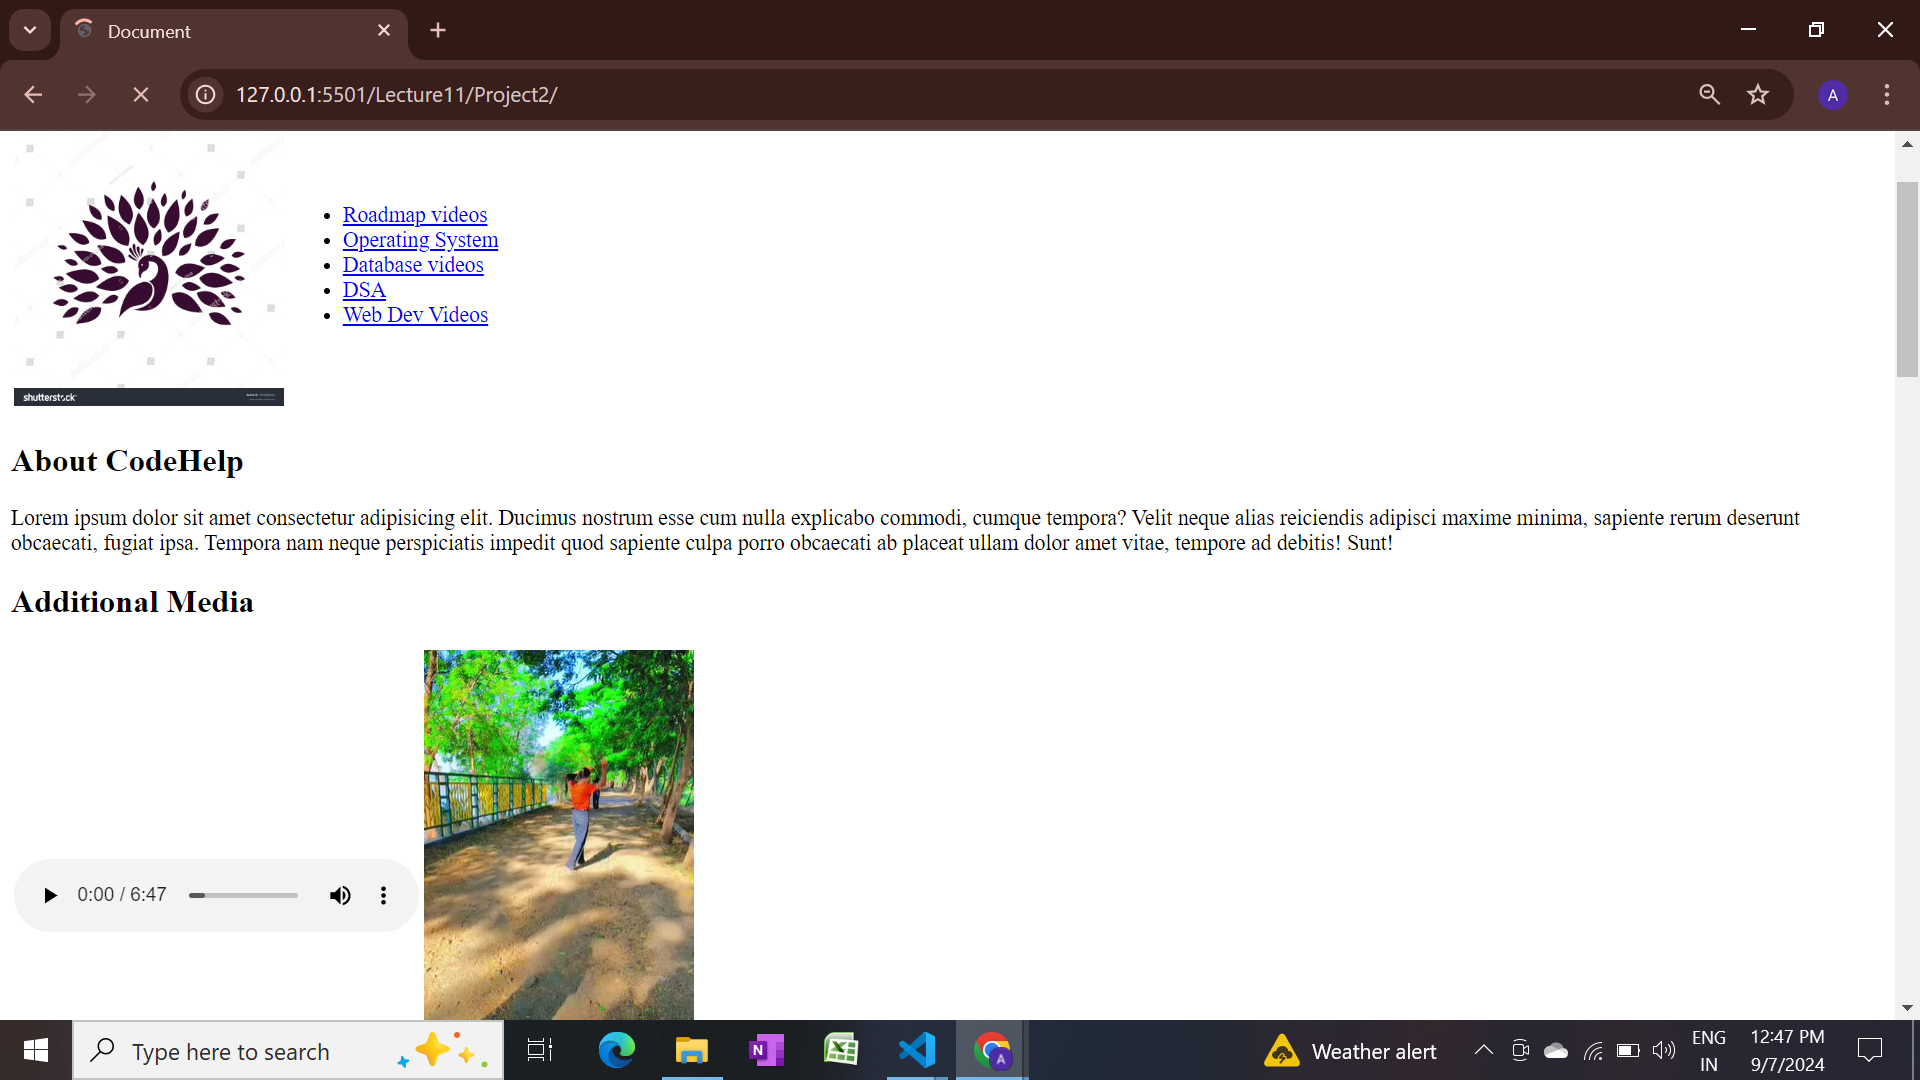 Document
127.0.0.1:5501/Lecture11/Project2/
A
Roadmap videos
Operating System
Database videos
DSA
Web Dev Videos
shutterstock
About CodeHelp
Lorem ipsum dolor sit amet consectetur adipisicing elit. Ducimus nostrum esse cum nulla explicabo commodi, cumque tempora? Velit neque alias reiciendis adipisci maxime minima, sapiente rerum deserunt
obcaecati, fugiat ipsa. Tempora nam neque perspiciatis impedit quod sapiente culpa porro obcaecati ab placeat ullam dolor amet vitae, tempore ad debitis! Sunt!
Additional Media
0:00 / 6:47
Type here to search
N
A
Weather alert
ENG
IN
12:47 PM
9/7/2024